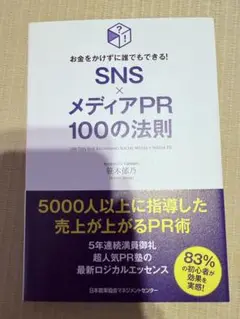 お金をかけずに誰でもできる!
SNS
×
メディアPR
100の法則
笹木郁乃
5000人以上に指導した
売上が上がるPR術
5年連続満員御礼
超人気PR塾の
最新ロジカルエッセンス
83%
の初心者が
効果を
実感!
日本能率協会マネジメントセンター